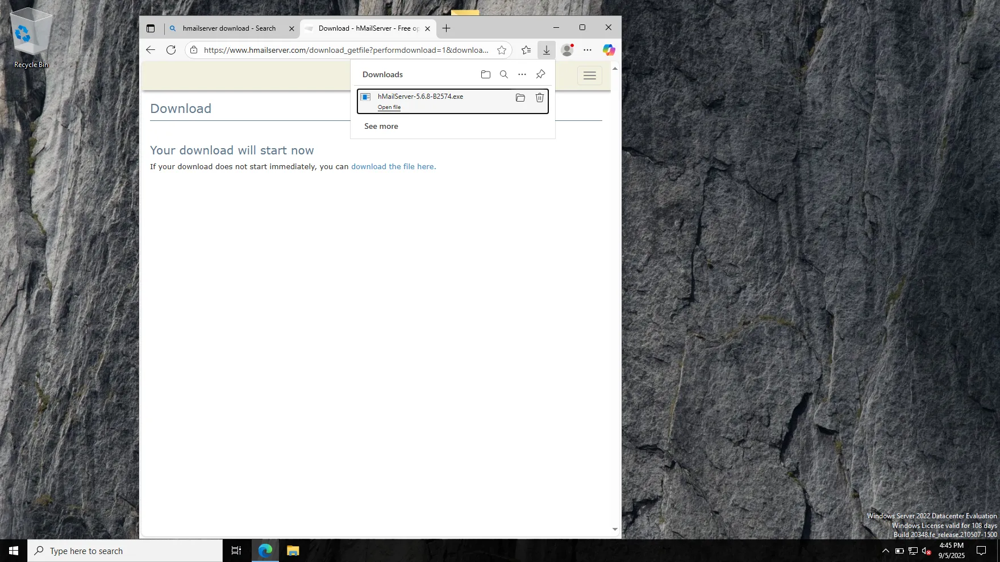 Recycle Bin
hmailserver download - Search
Download - hMailServer - Free op
https://www.hmailserver.com/download_getfile?performdownload=1&downloa...
Downloads
hMailServer-5.6.8-B2574.exe
Open file
See more
Download
Your download will start now
If your download does not start immediately, you can download the file here.
Windows Server 2022 Datacenter Evaluation
Windows License valid for 108 days
Build 20348.fe_release.210507-1500
Type here to search
4:45 PM
9/5/2025